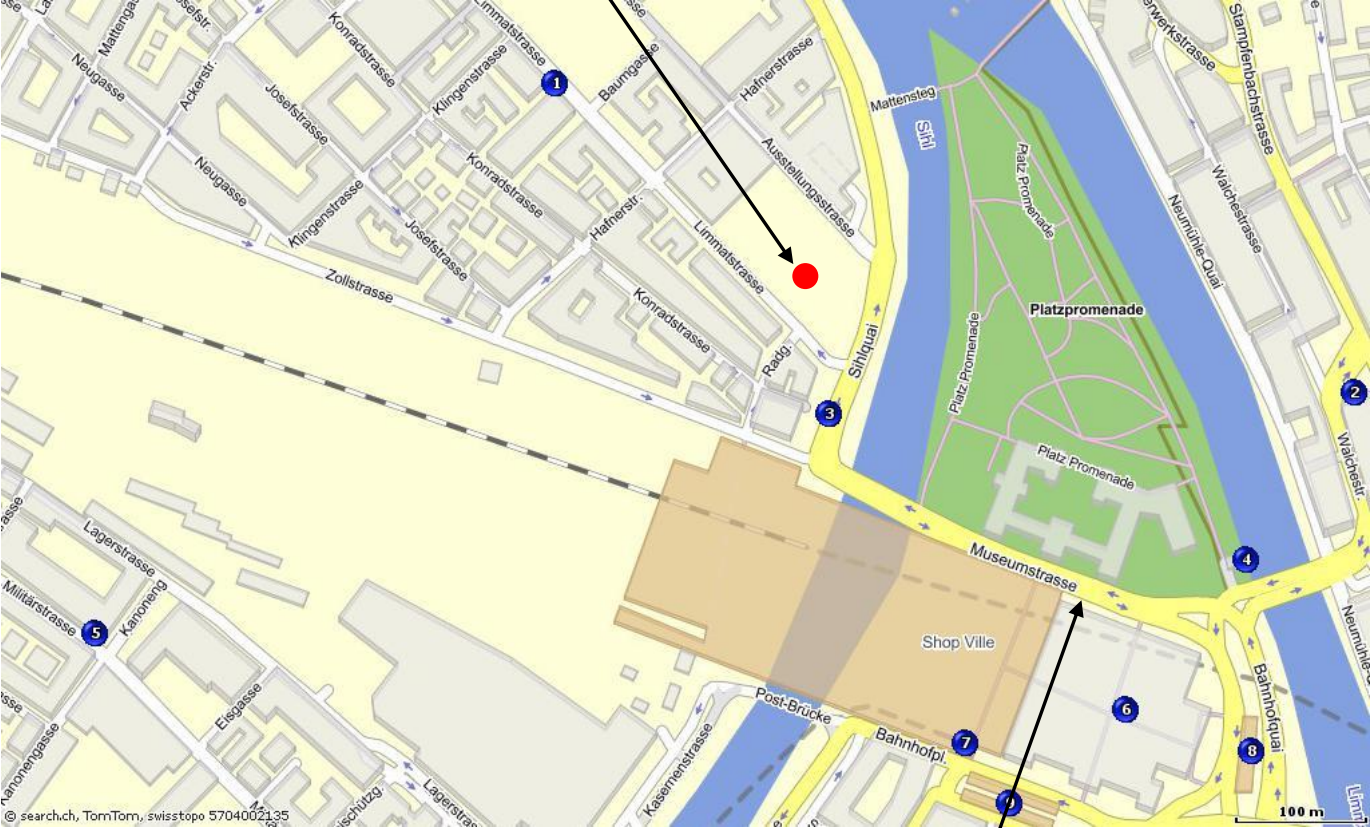 Josefstr.
Mattengasse
Neugasse
Ackerstr.
Konradstrasse
Josefstrasse
Limmatstrasse
Klingenstrasse
1
Baumgasse
Hafnerstrasse
Mattensteg
Sihl
Stampfenbachstrasse
Walchestrasse
Neumühle-Quai
Ausstellungsstrasse
Platz Promenade
Konradstrasse
Neugasse
Klingenstrasse
Josefstrasse
Hafnerstr.
Limmatstrasse
Zollstrasse
Konradstrasse
Radg.
Sihlquai
Platzpromenade
Platz Promenade
2
3
Walchestr.
Platz Promenade
Lagerstrasse
Kanoneng
Militärstrasse
5
Museumstrasse
4
Shop Ville
Neumühle-Q
Eisgasse
Kanonengasse
Post-Brücke
Bahnhofpl.
Kasernenstrasse
6
7
Bahnhofquai
8
9
Lagerstras
100 m
© search.ch, TomTom, swisstopo 5704002135